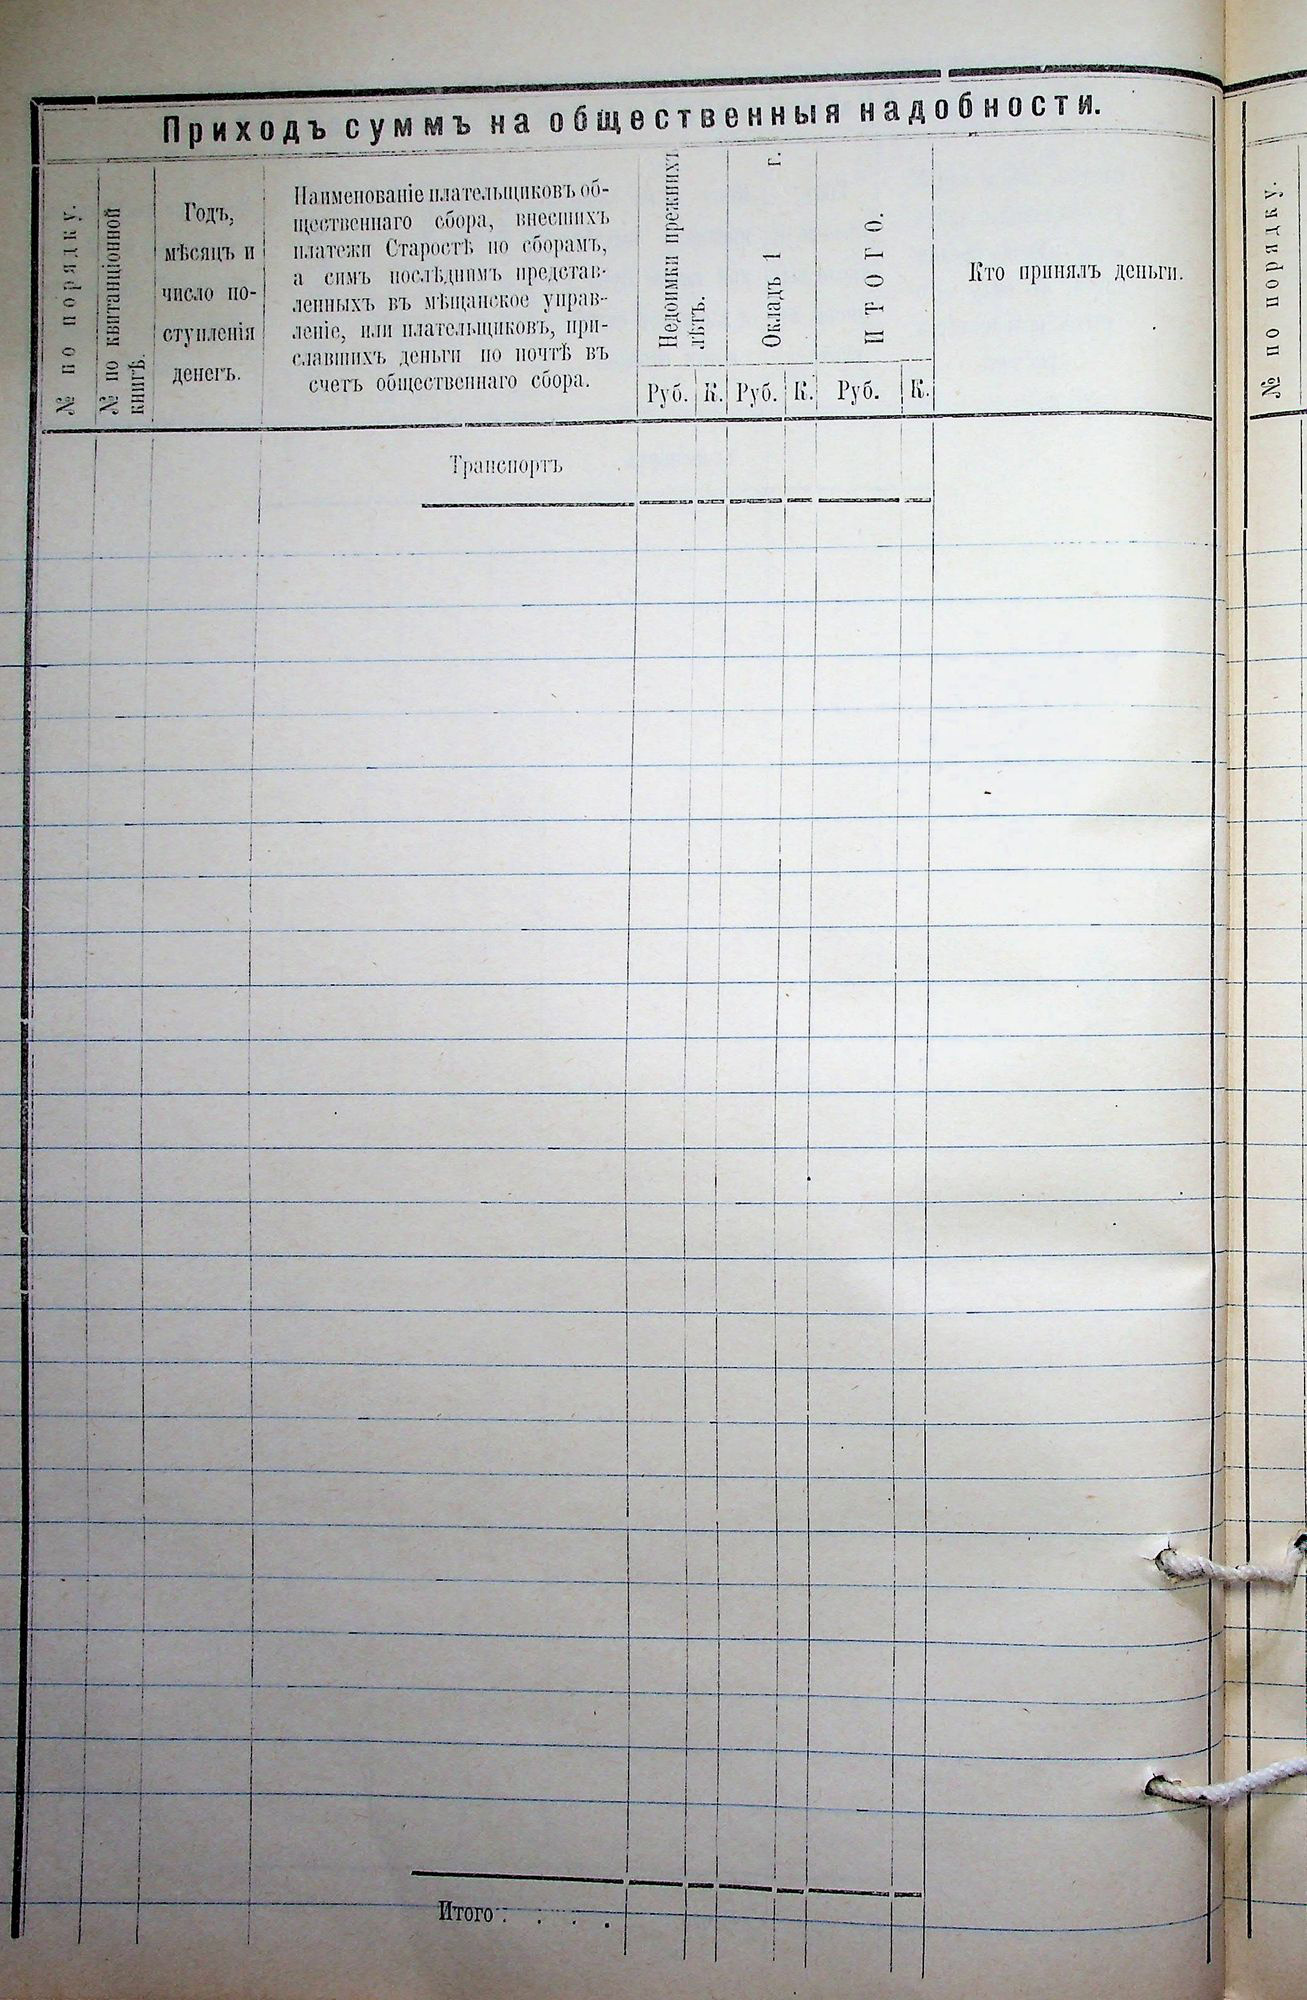 Приходъ суммъ на общественныя надобности.
№ по порядку.
№ по квитанціонной
книгѣ.
Годъ,
мѣсяцъ и
число по-
ступленія
денегъ.
Наименованіе плательщиковъ об-
щественнаго сбора, внесшихъ
платежи Старостѣ по сборамъ,
а симъ послѣднимъ представ-
ленныхъ въ мѣщанское управ-
леніе, или плательщиковъ, при-
славшихъ деньги по почтѣ въ
счетъ общественнаго сбора.
Недоимки прежнихъ
лѣтъ.
Окладъ 1 г.
ИТОГО.
Кто принялъ деньги.
Руб. К. Руб. К. Руб. К.
№ по порядку.
Транспортъ
Итого . . . .